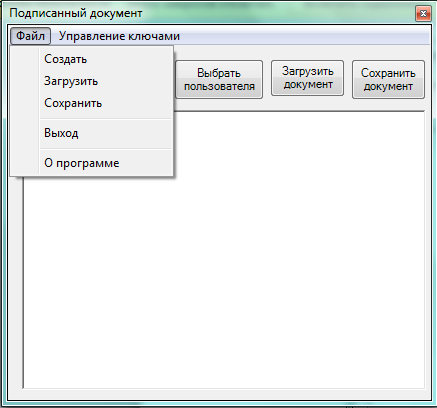 Подписанный документ
Файл Управление ключами
Создать
Загрузить
Сохранить
Выход
О программе
Выбрать
пользователя
Загрузить
документ
Сохранить
документ